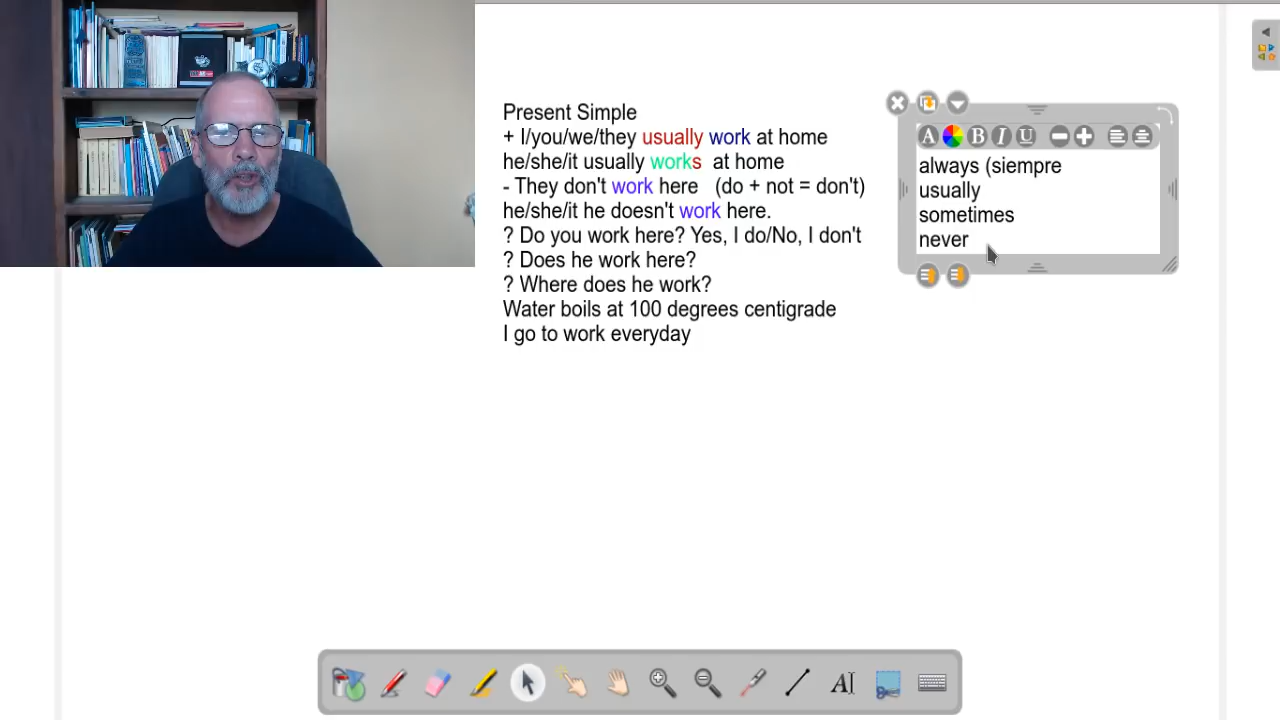 Present Simple
+ I/you/we/they usually work at home
he/she/it usually works  at home
- They don't work here   (do + not = don't)
he/she/it he doesn't work here.
? Do you work here? Yes, I do/No, I don't
? Does he work here?
? Where does he work?
Water boils at 100 degrees centigrade
I go to work everyday
A B I U
always (siempre
usually
sometimes
never
AI